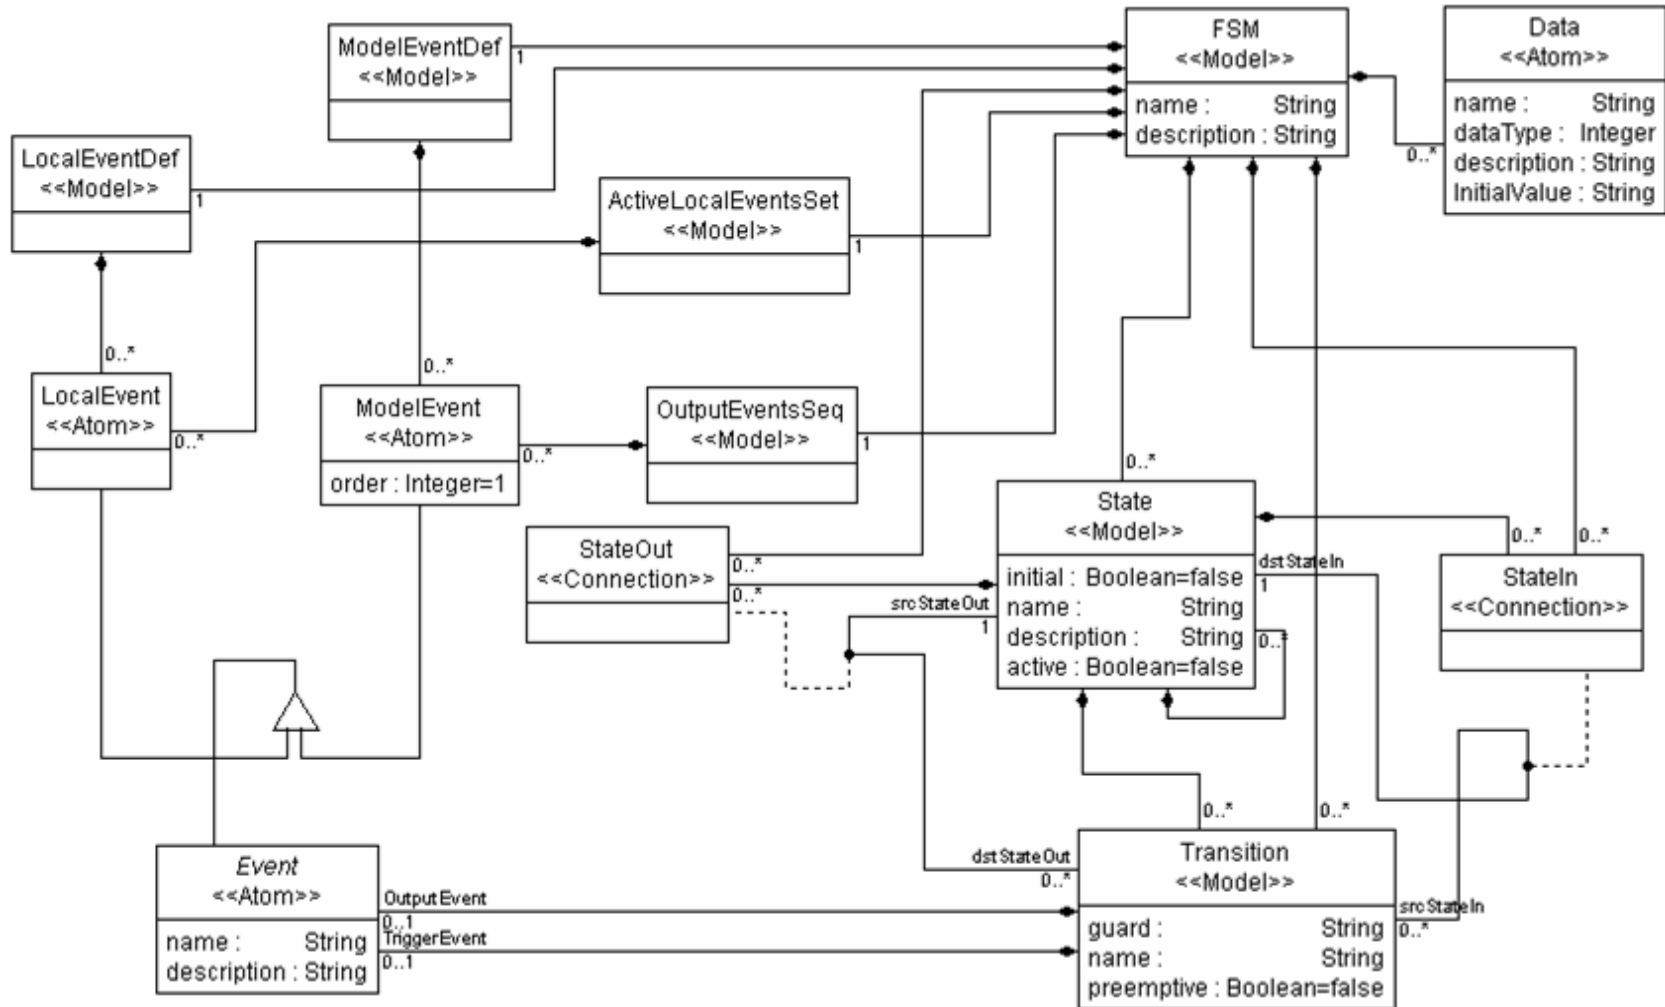 ModelEventDef
<<Model>>
1
FSM
<<Model>>
name : String
description : String
Data
<<Atom>>
name : String
dataType : Integer
description : String
InitialValue : String
0..*
LocalEventDef
<<Model>>
1
ActiveLocalEventsSet
<<Model>>
1
0..*
0..*
LocalEvent
<<Atom>>
0..*
ModelEvent
<<Atom>>
order : Integer=1
0..*
OutputEventsSeq
<<Model>>
1
0..*
0..*
State
<<Model>>
initial : Boolean=false
name : String
description : String
active : Boolean=false
0..*
0..*
0..*
StateOut
<<Connection>>
0..*
0..*
srcStateOut
1
dstStateIn
1
0..*
StateIn
<<Connection>>
0..*
0..*
dstStateOut
0..*
Transition
<<Model>>
guard : String
name : String
preemptive : Boolean=false
srcStateIn
0..*
Event
<<Atom>>
name : String
description : String
OutputEvent
0..1
TriggerEvent
0..1